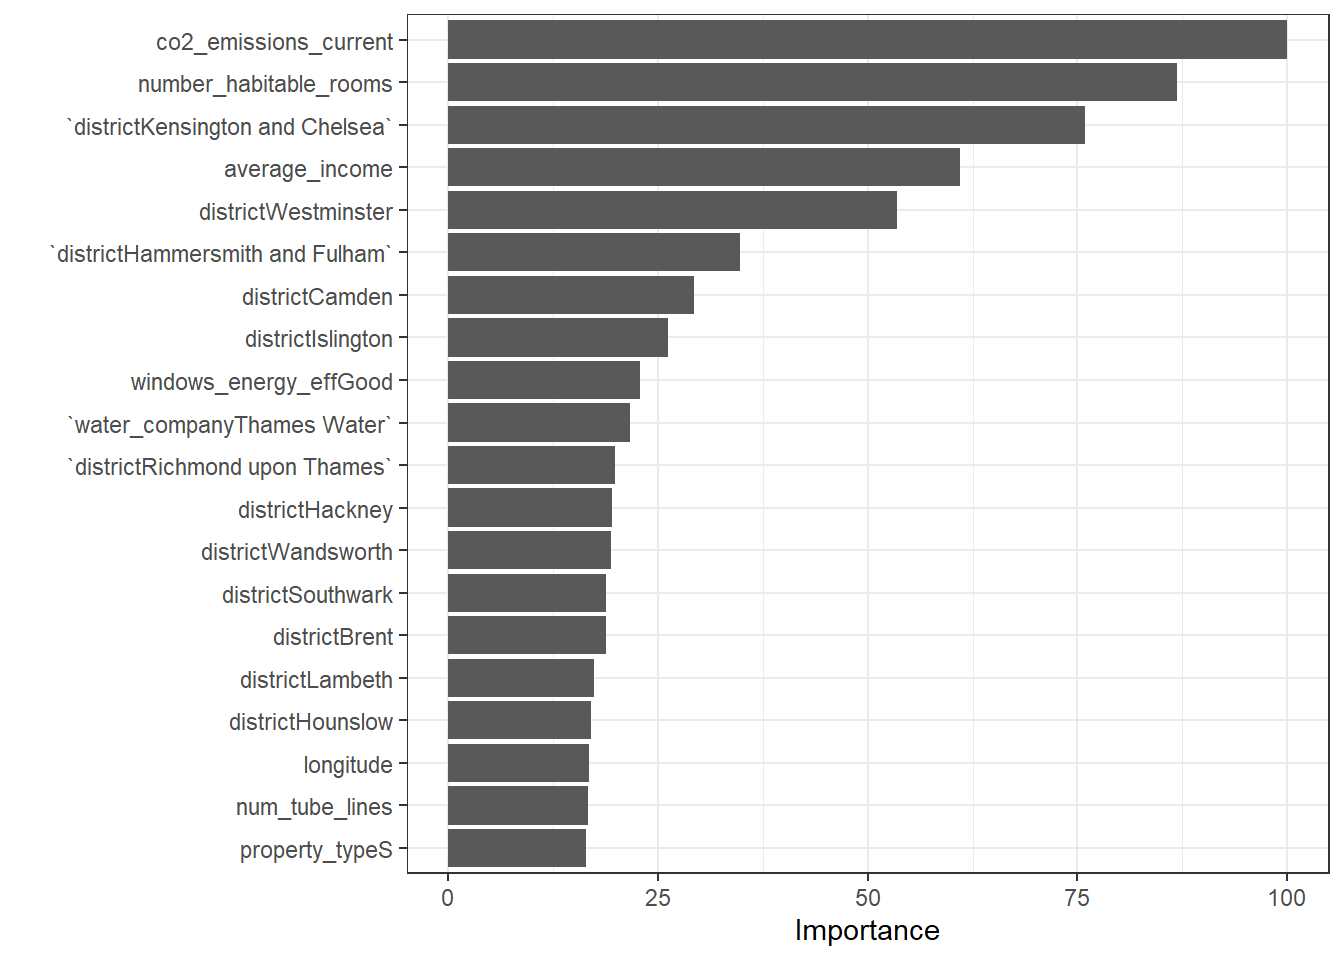 co2_emissions_current
number_habitable_rooms
`districtKensington and Chelsea`
average_income
districtWestminster
`districtHammersmith and Fulham`
districtCamden
districtIslington
windows_energy_effGood
`water_companyThames Water`
`districtRichmond upon Thames`
districtHackney
districtWandsworth
districtSouthwark
districtBrent
districtLambeth
districtHounslow
longitude
num_tube_lines
property_typeS
0 25 50 75 100
Importance